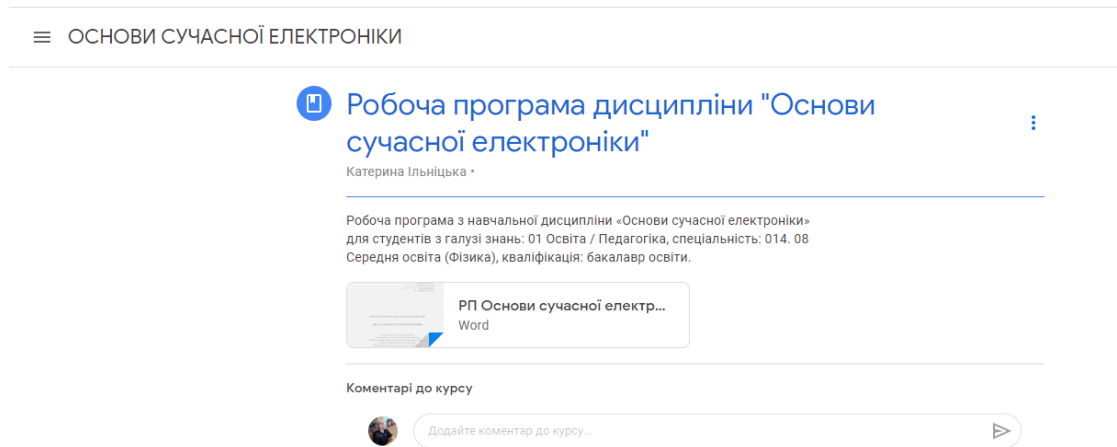 ОСНОВИ СУЧАСНОЇ ЕЛЕКТРОНІКИ
Робоча програма дисципліни "Основи
сучасної електроніки"
Катерина Ільніцька •
Робоча програма з навчальної дисципліни «Основи сучасної електроніки»
для студентів з галузі знань: 01 Освіта / Педагогіка, спеціальність: 014. 08
Середня освіта (Фізика), кваліфікація: бакалавр освіти.
РП Основи сучасної електр...
Word
Коментарі до курсу
Додайте коментар до курсу...